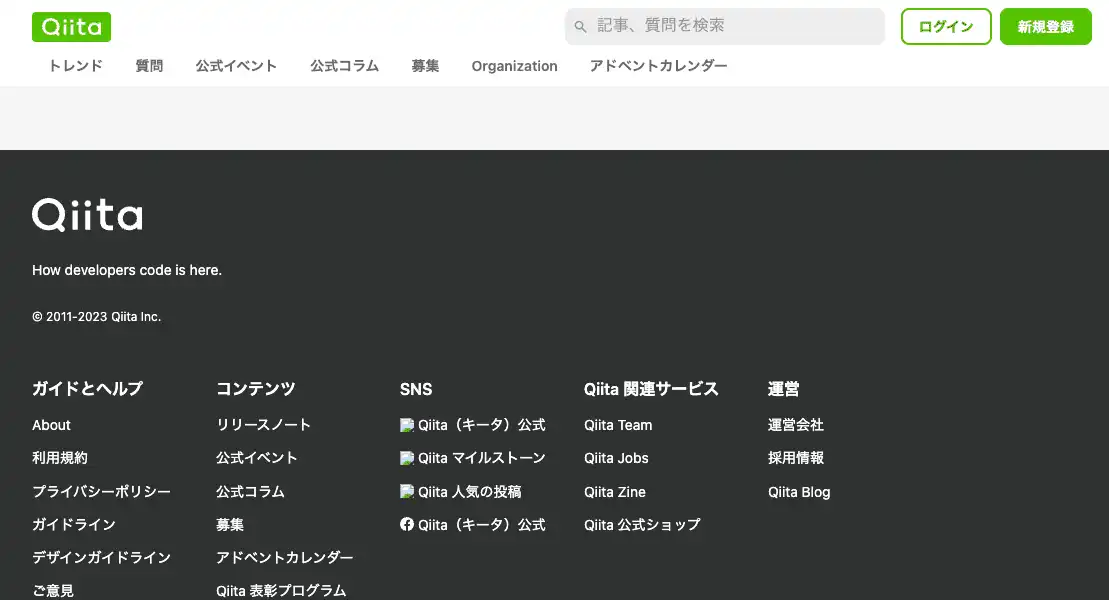 Qiita
記事、質問を検索
ログイン
新規登録
トレンド 質問 公式イベント 公式コラム 募集 Organization アドベントカレンダー
Qiita
How developers code is here.
© 2011-2023 Qiita Inc.
ガイドとヘルプ
About
利用規約
プライバシーポリシー
ガイドライン
デザインガイドライン
ご意見
コンテンツ
リリースノート
公式イベント
公式コラム
募集
アドベントカレンダー
Qiita 表彰プログラム
SNS
Qiita（キータ）公式
Qiita マイルストーン
Qiita 人気の投稿
Qiita（キータ）公式
Qiita 関連サービス
Qiita Team
Qiita Jobs
Qiita Zine
Qiita 公式ショップ
運営
運営会社
採用情報
Qiita Blog